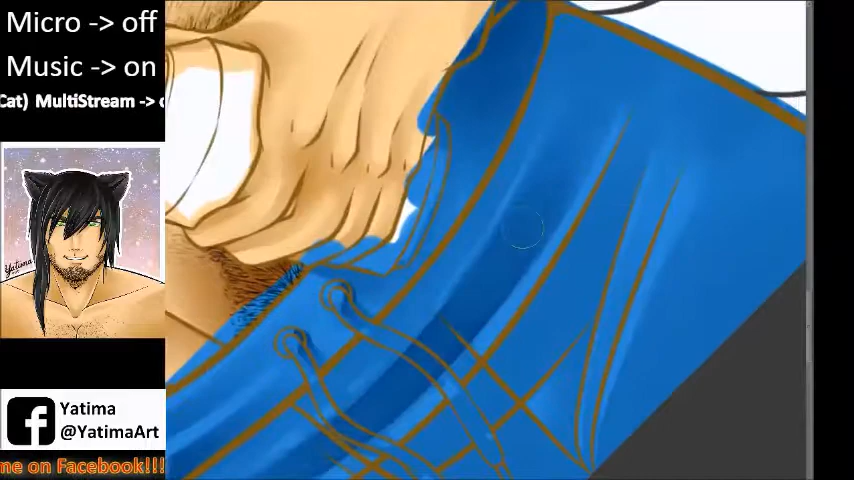 Micro -> off
Music -> on
Cat) MultiStream ->
Yatima
Yatima
@YatimaArt
me on Facebook!!!